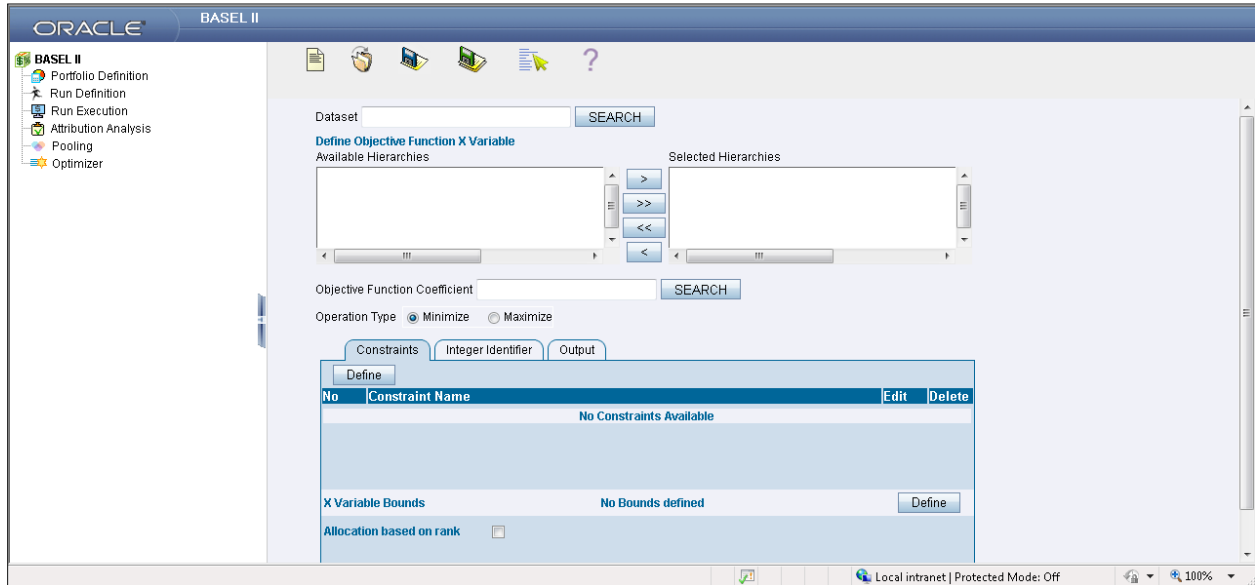 ORACLE®
BASEL II
BASEL II
Portfolio Definition
Run Definition
Run Execution
Attribution Analysis
Pooling
Optimizer
?
Dataset SEARCH
Define Objective Function X Variable
Available Hierarchies Selected Hierarchies
>
>>
<<
<
Objective Function Coefficient SEARCH
Operation Type Minimize Maximize
Constraints Integer Identifier Output
Define
No Constraint Name Edit Delete
No Constraints Available
X Variable Bounds No Bounds defined Define
Allocation based on rank
Local intranet | Protected Mode: Off 100%